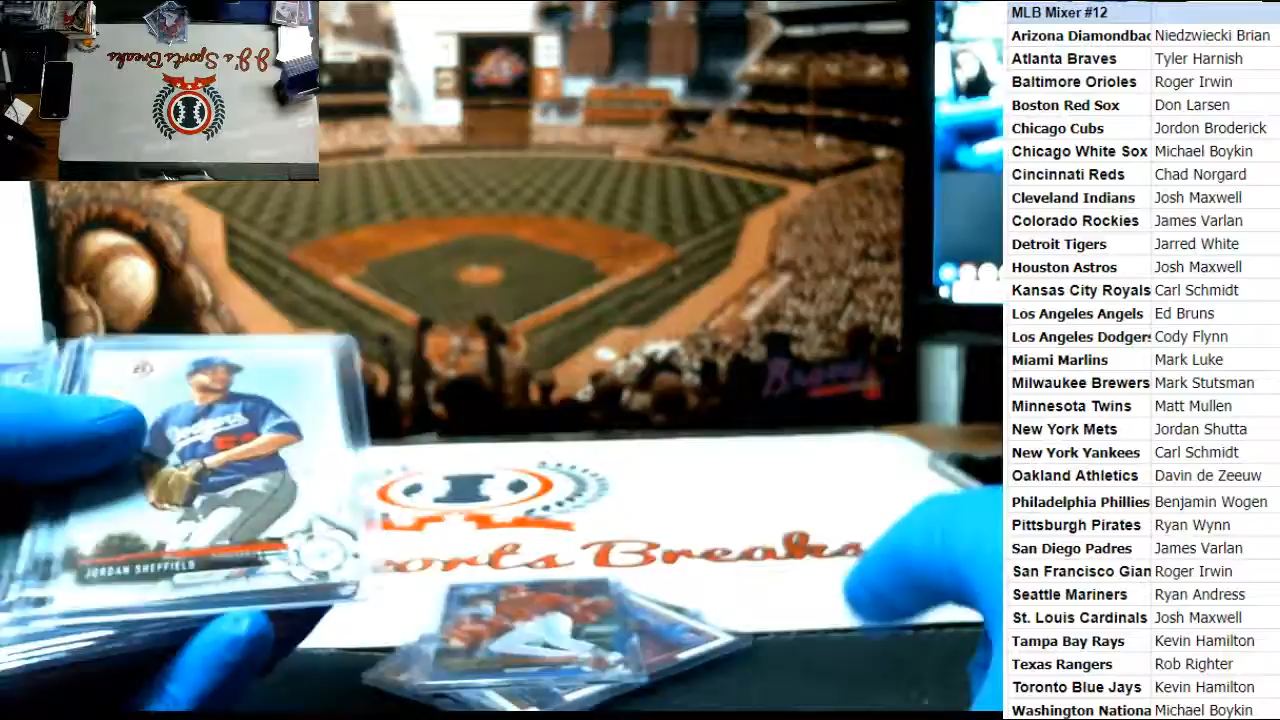 J-J's Sports Breaks
MLB Mixer #12
Arizona Diamondbac Niedzwiecki Brian
Atlanta Braves Tyler Harnish
Baltimore Orioles Roger Irwin
Boston Red Sox Don Larsen
Chicago Cubs Jordon Broderick
Chicago White Sox Michael Boykin
Cincinnati Reds Chad Norgard
Cleveland Indians Josh Maxwell
Colorado Rockies James Varlan
Detroit Tigers Jarred White
Houston Astros Josh Maxwell
Kansas City Royals Carl Schmidt
Los Angeles Angels Ed Bruns
Los Angeles Dodgers Cody Flynn
Miami Marlins Mark Luke
Milwaukee Brewers Mark Stutsman
Minnesota Twins Matt Mullen
New York Mets Jordan Shutta
New York Yankees Carl Schmidt
Oakland Athletics Davin de Zeeuw
Philadelphia Phillies Benjamin Wogen
Pittsburgh Pirates Ryan Wynn
San Diego Padres James Varlan
San Francisco Gian Roger Irwin
Seattle Mariners Ryan Andress
St. Louis Cardinals Josh Maxwell
Tampa Bay Rays Kevin Hamilton
Texas Rangers Rob Righter
Toronto Blue Jays Kevin Hamilton
Washington Nationa Michael Boykin
Braves
Dodgers
JORDAN SHEFFIELD
orts Breaks